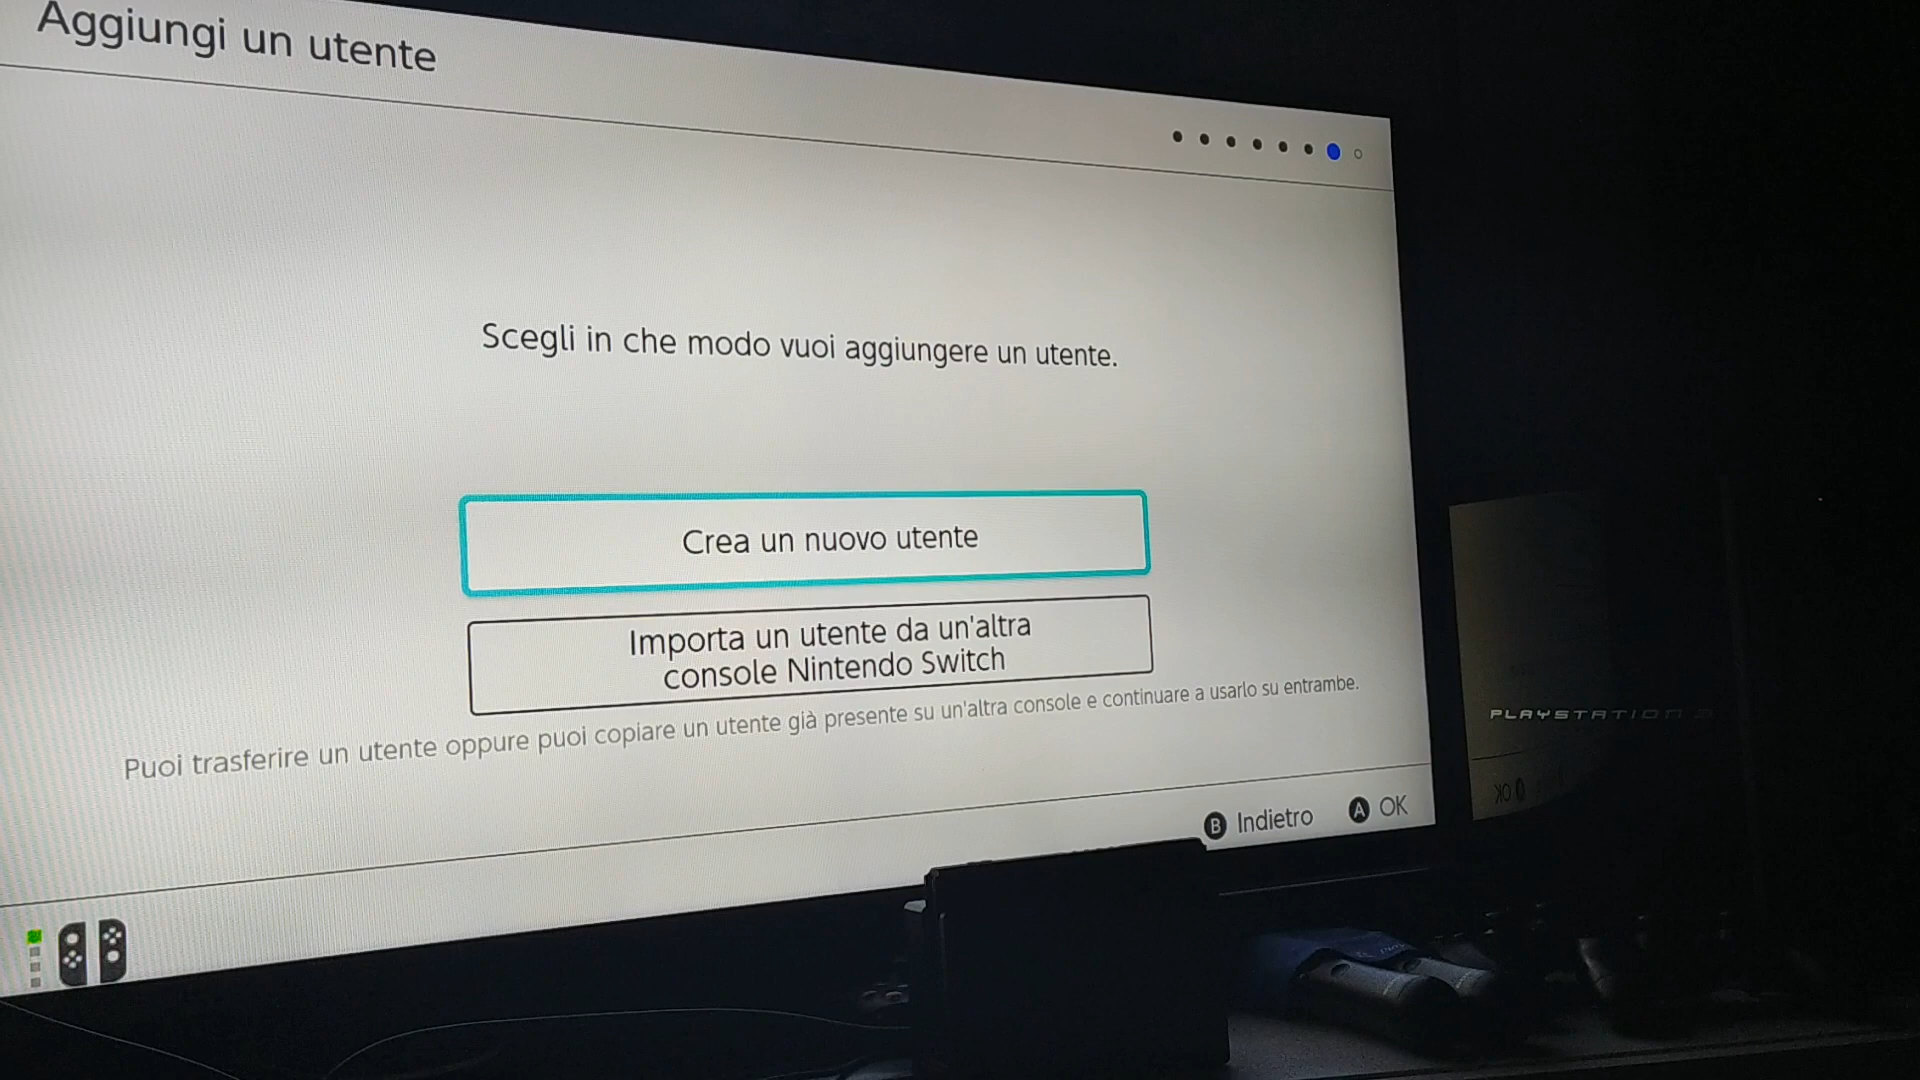 Aggiungi un utente
Scegli in che modo vuoi aggiungere un utente.
Crea un nuovo utente
Importa un utente da un'altra
console Nintendo Switch
Puoi trasferire un utente oppure puoi copiare un utente già presente su un'altra console e continuare a usarlo su entrambe.
B Indietro A OK
PLAYSTATION 3
OK